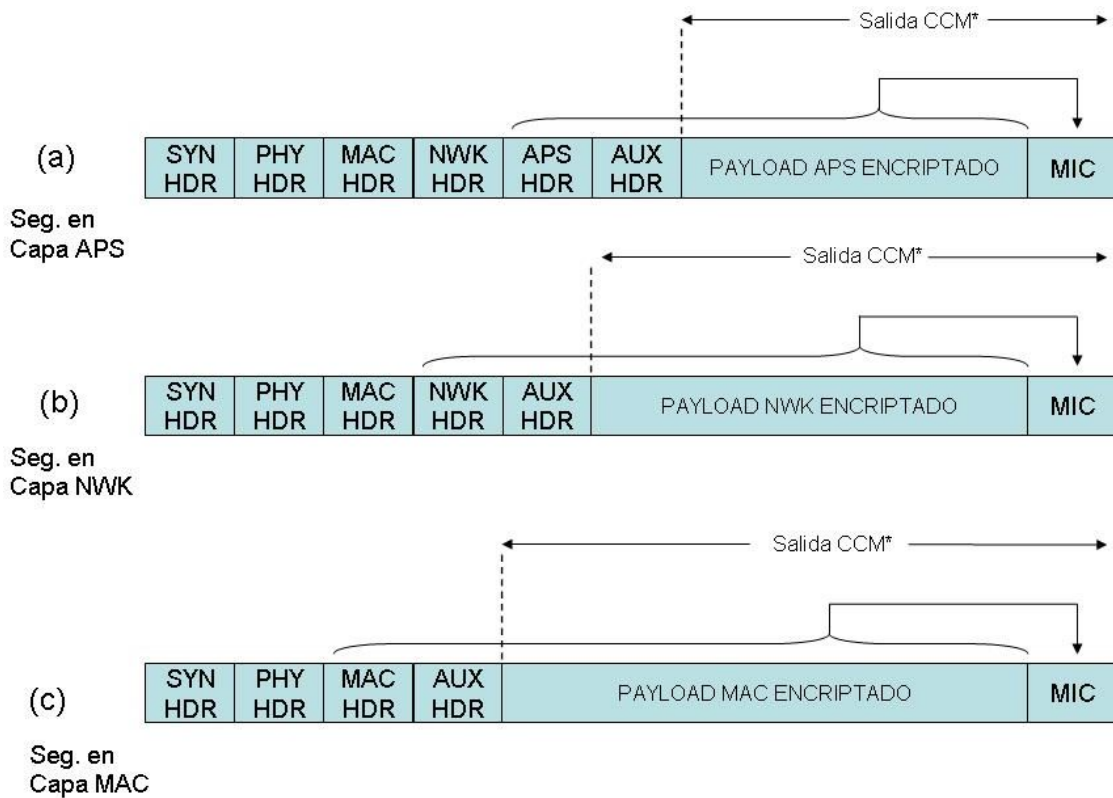 Salida CCM*
(a)
SYN HDR
PHY HDR
MAC HDR
NWK HDR
APS HDR
AUX HDR
PAYLOAD APS ENCRIPTADO
MIC
Seg. en
Capa APS
Salida CCM*
(b)
SYN HDR
PHY HDR
MAC HDR
NWK HDR
AUX HDR
PAYLOAD NWK ENCRIPTADO
MIC
Seg. en
Capa NWK
Salida CCM*
(c)
SYN HDR
PHY HDR
MAC HDR
AUX HDR
PAYLOAD MAC ENCRIPTADO
MIC
Seg. en
Capa MAC